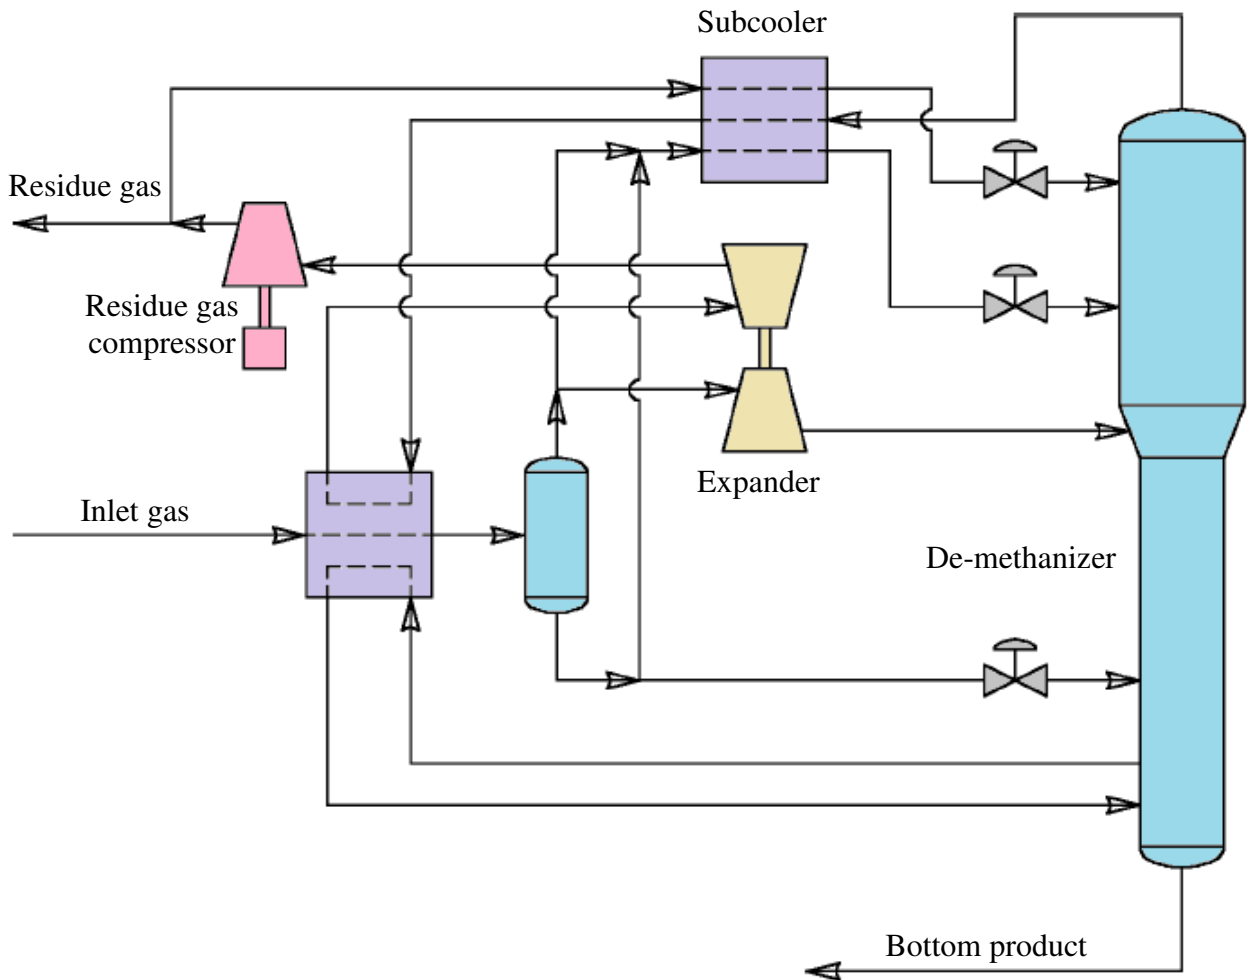 Subcooler
Residue gas
Residue gas
compressor
Expander
Inlet gas
De-methanizer
Bottom product